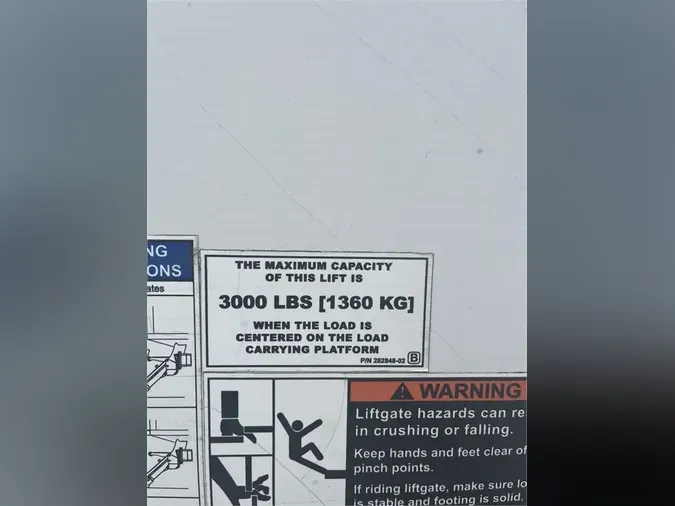 NG
ONS
ates
THE MAXIMUM CAPACITY
OF THIS LIFT IS
3000 LBS [1360 KG]
WHEN THE LOAD IS
CENTERED ON THE LOAD
CARRYING PLATFORM
P/N 282848-02 B
WARNING
Liftgate hazards can re
in crushing or falling.
Keep hands and feet clear of
pinch points.
If riding liftgate, make sure lo
is stable and footing is solid.